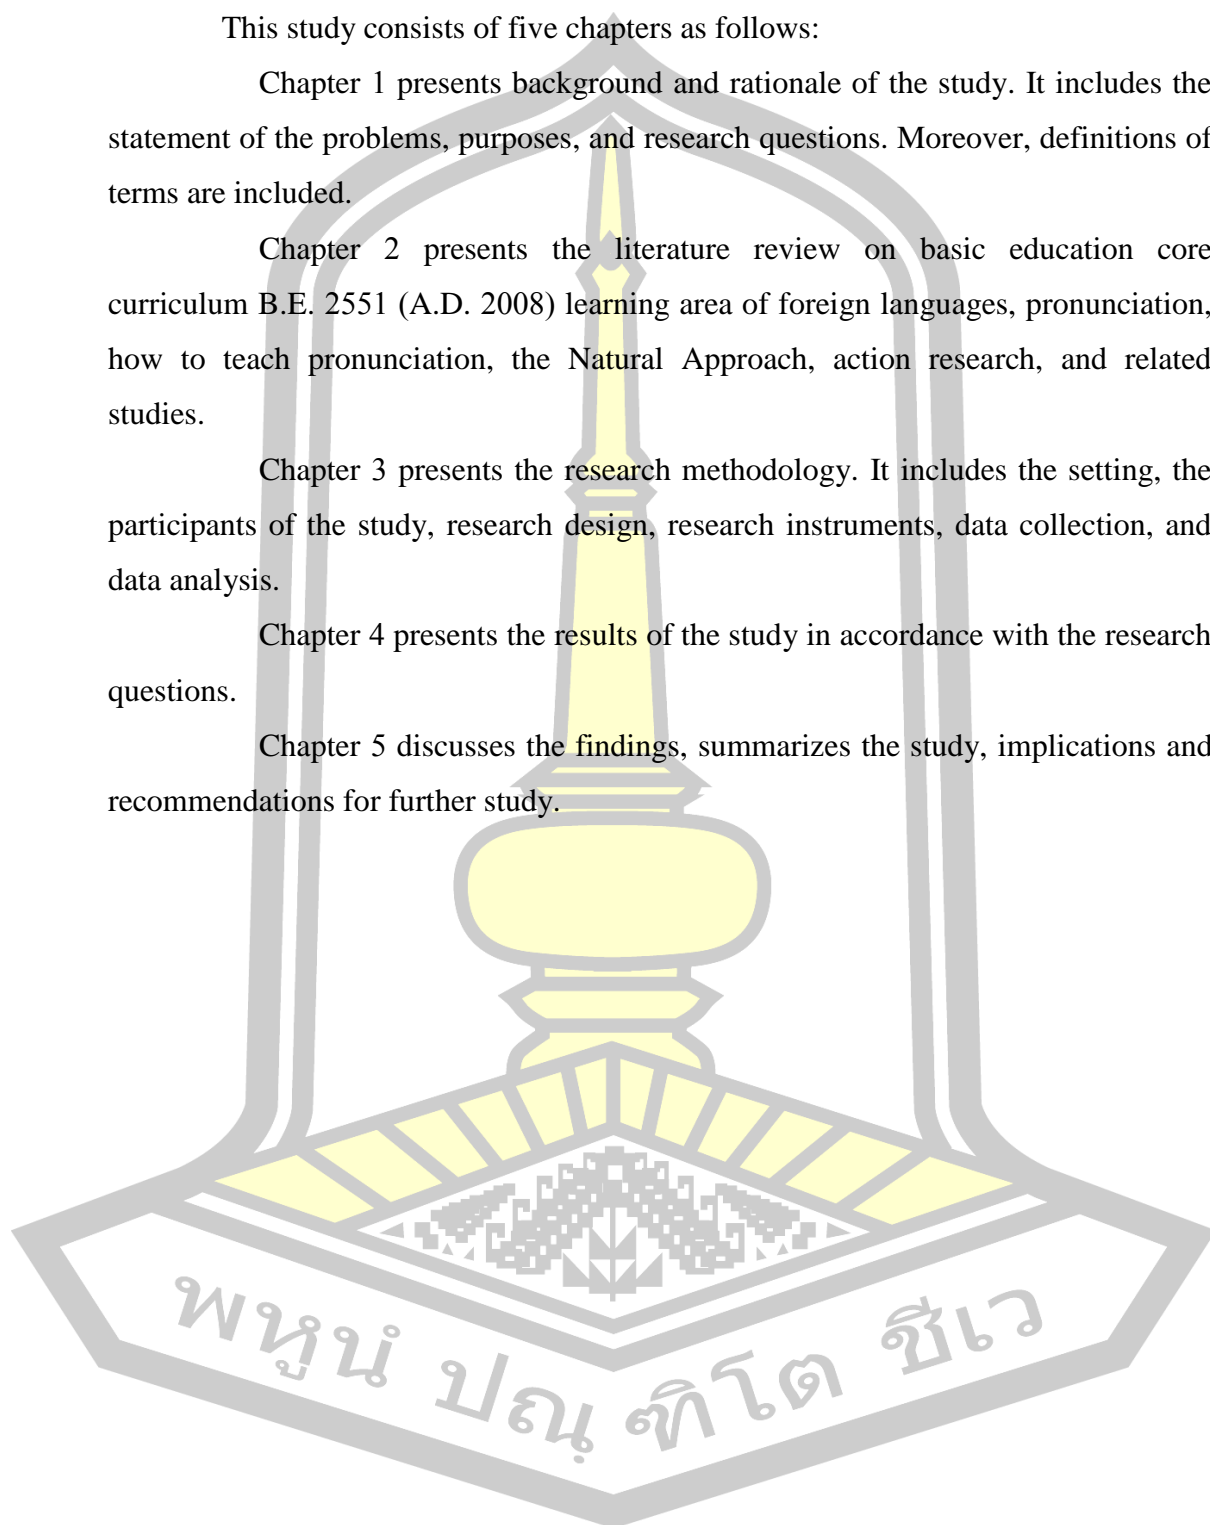 This study consists of five chapters as follows:
Chapter 1 presents background and rationale of the study. It includes the
statement of the problems, purposes, and research questions. Moreover, definitions of
terms are included.
Chapter 2 presents the literature review on basic education core
curriculum B.E. 2551 (A.D. 2008) learning area of foreign languages, pronunciation,
how to teach pronunciation, the Natural Approach, action research, and related
studies.
Chapter 3 presents the research methodology. It includes the setting, the
participants of the study, research design, research instruments, data collection, and
data analysis.
Chapter 4 presents the results of the study in accordance with the research
questions.
Chapter 5 discusses the findings, summarizes the study, implications and
recommendations for further study.
พหูนํ ปณฺฑิโต ชีเว